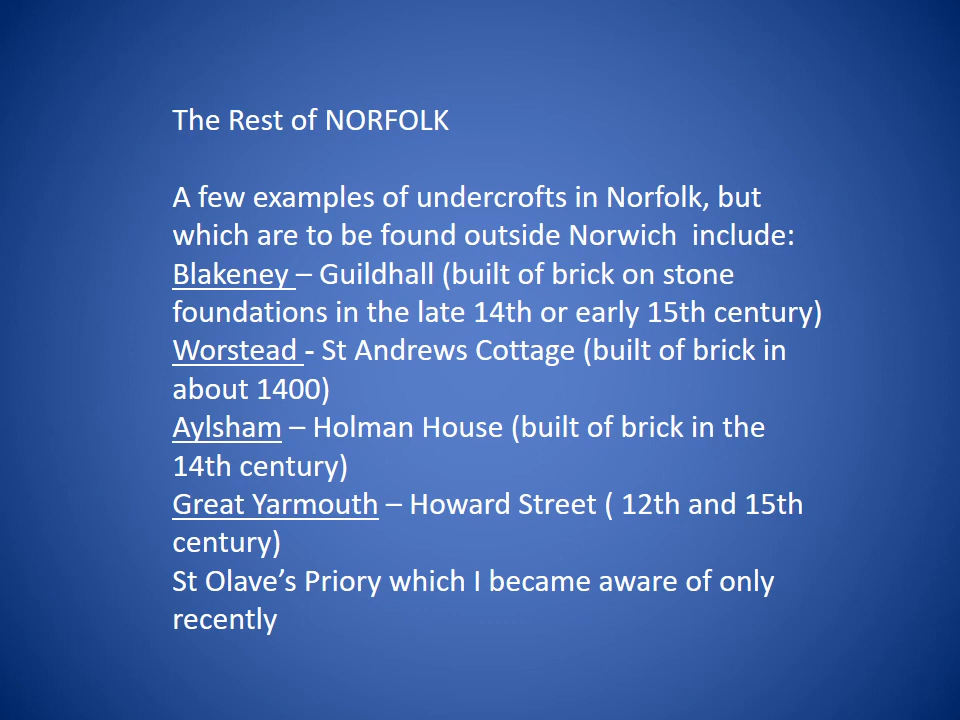 The Rest of NORFOLK
A few examples of undercrofts in Norfolk, but
which are to be found outside Norwich  include:
Blakeney – Guildhall (built of brick on stone
foundations in the late 14th or early 15th century)
Worstead - St Andrews Cottage (built of brick in
about 1400)
Aylsham – Holman House (built of brick in the
14th century)
Great Yarmouth – Howard Street ( 12th and 15th
century)
St Olave’s Priory which I became aware of only
recently